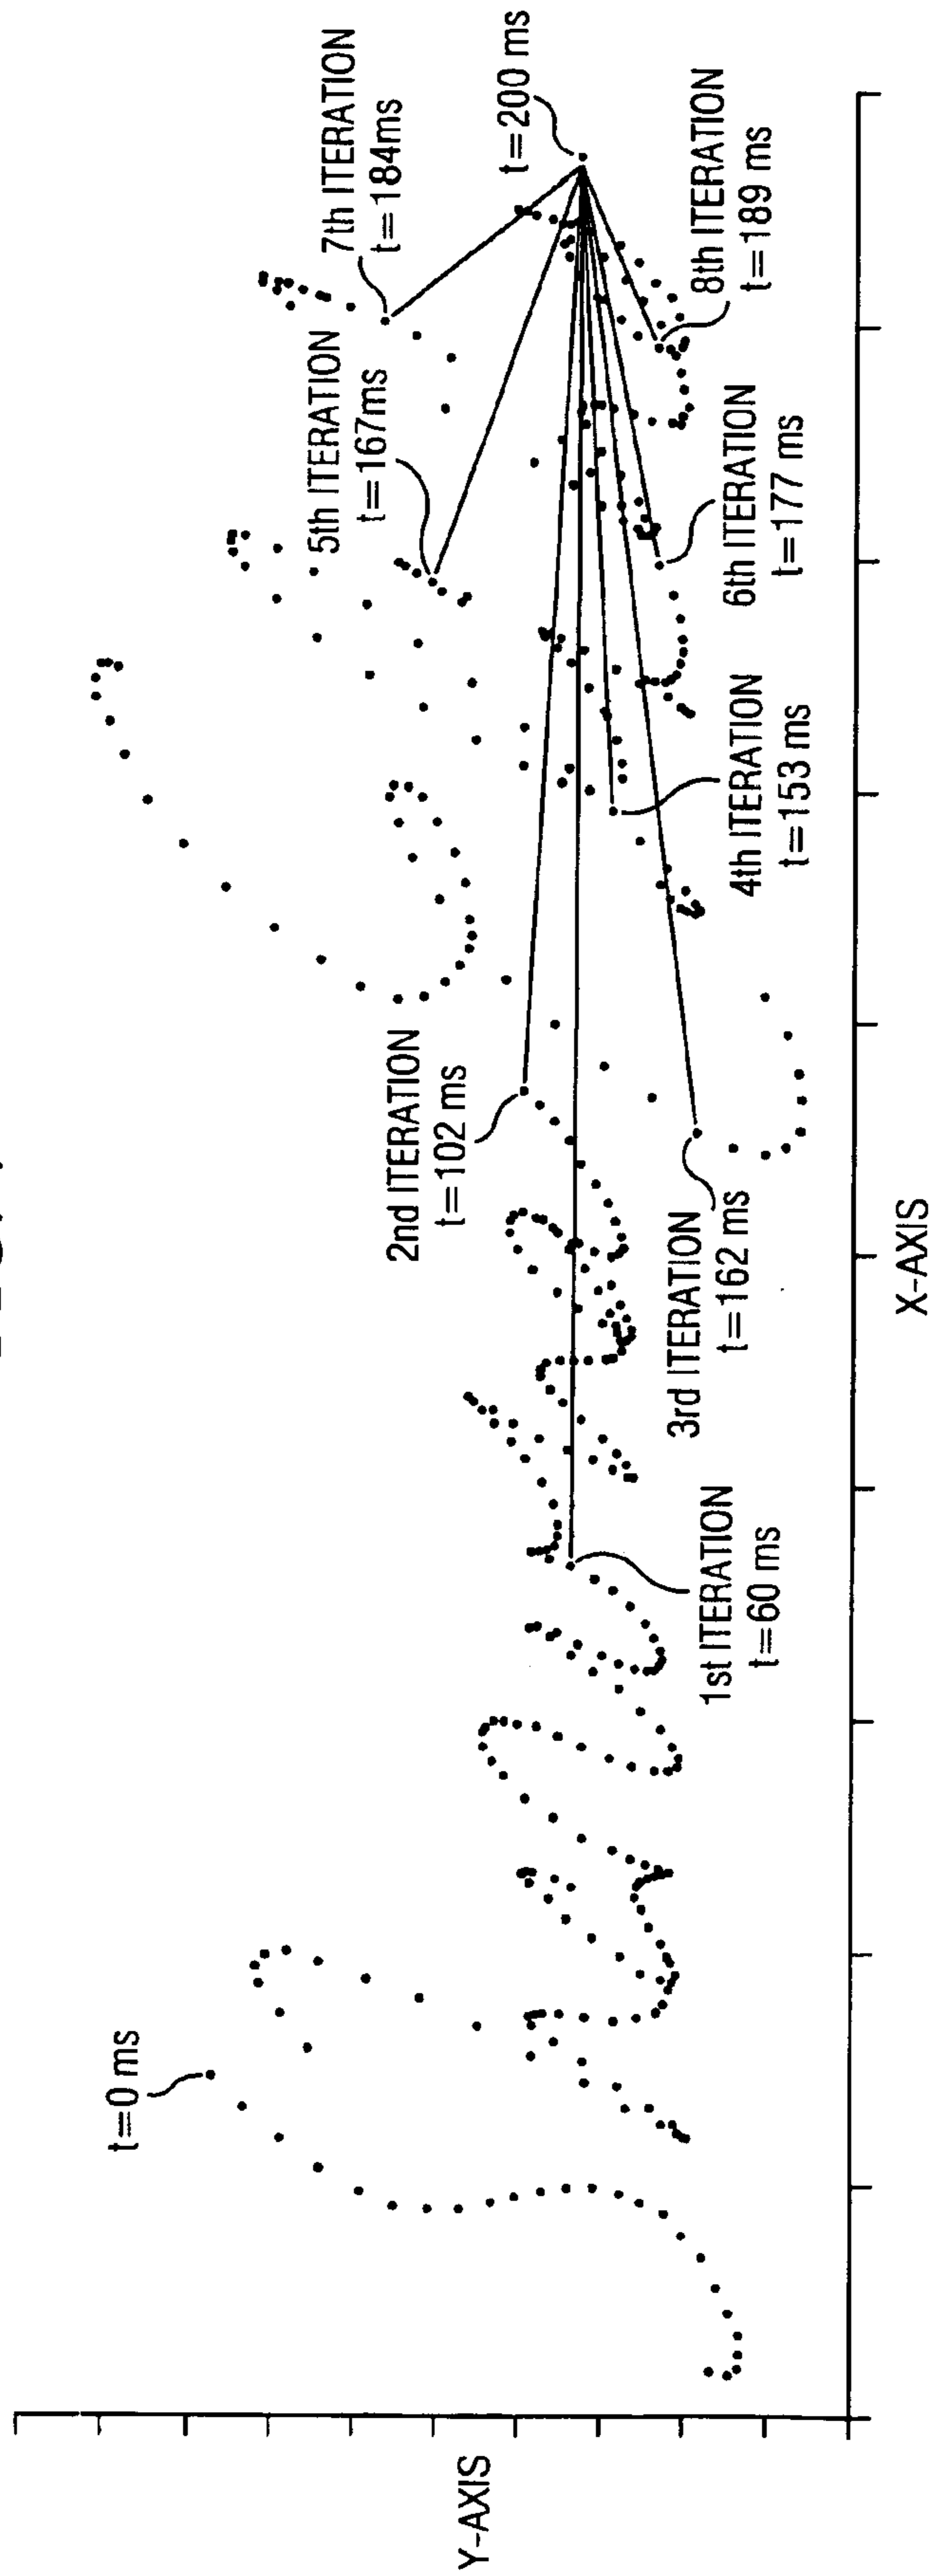 t=0 ms
1st ITERATION
t=60 ms
2nd ITERATION
t=102 ms
3rd ITERATION
t=162 ms
4th ITERATION
t=153 ms
5th ITERATION
t=167ms
6th ITERATION
t=177 ms
7th ITERATION
t=184ms
8th ITERATION
t=189 ms
t=200 ms
Y-AXIS
X-AXIS